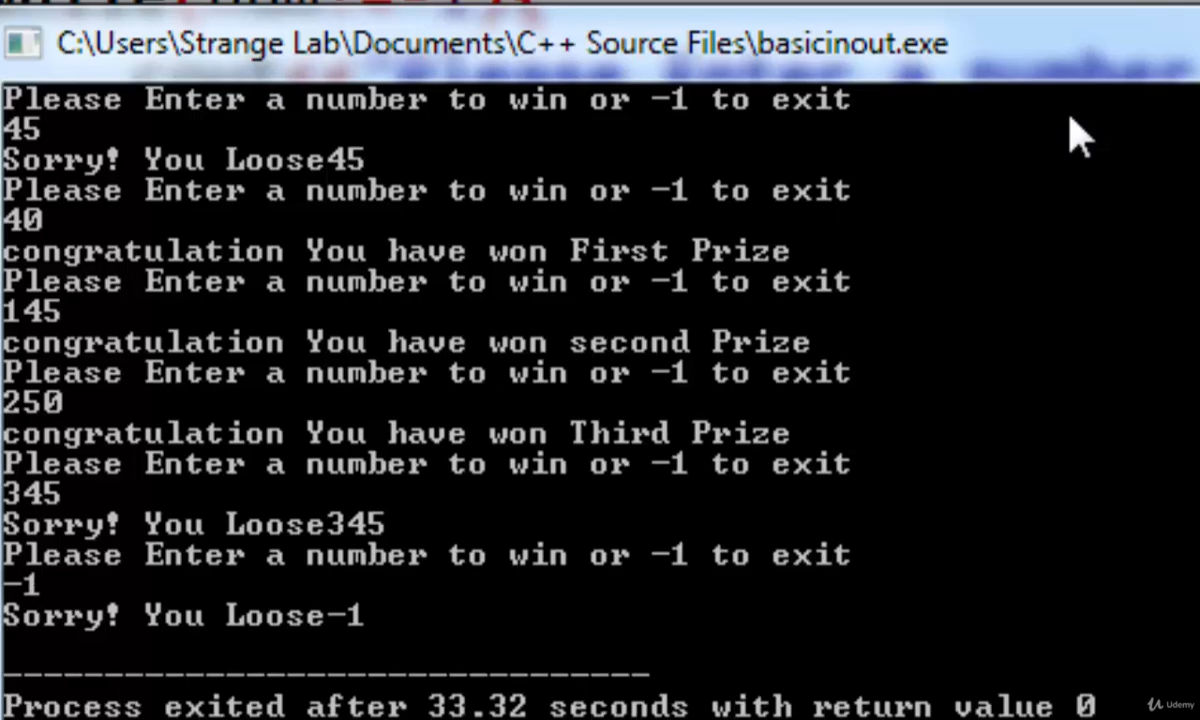 C:\Users\Strange Lab\Documents\C++ Source Files\basicinout.exe
Please Enter a number to win or -1 to exit
45
Sorry! You Loose45
Please Enter a number to win or -1 to exit
40
congratulation You have won First Prize
Please Enter a number to win or -1 to exit
145
congratulation You have won second Prize
Please Enter a number to win or -1 to exit
250
congratulation You have won Third Prize
Please Enter a number to win or -1 to exit
345
Sorry! You Loose345
Please Enter a number to win or -1 to exit
-1
Sorry! You Loose-1
--------------------------------
Process exited after 33.32 seconds with return value 0
Udemy